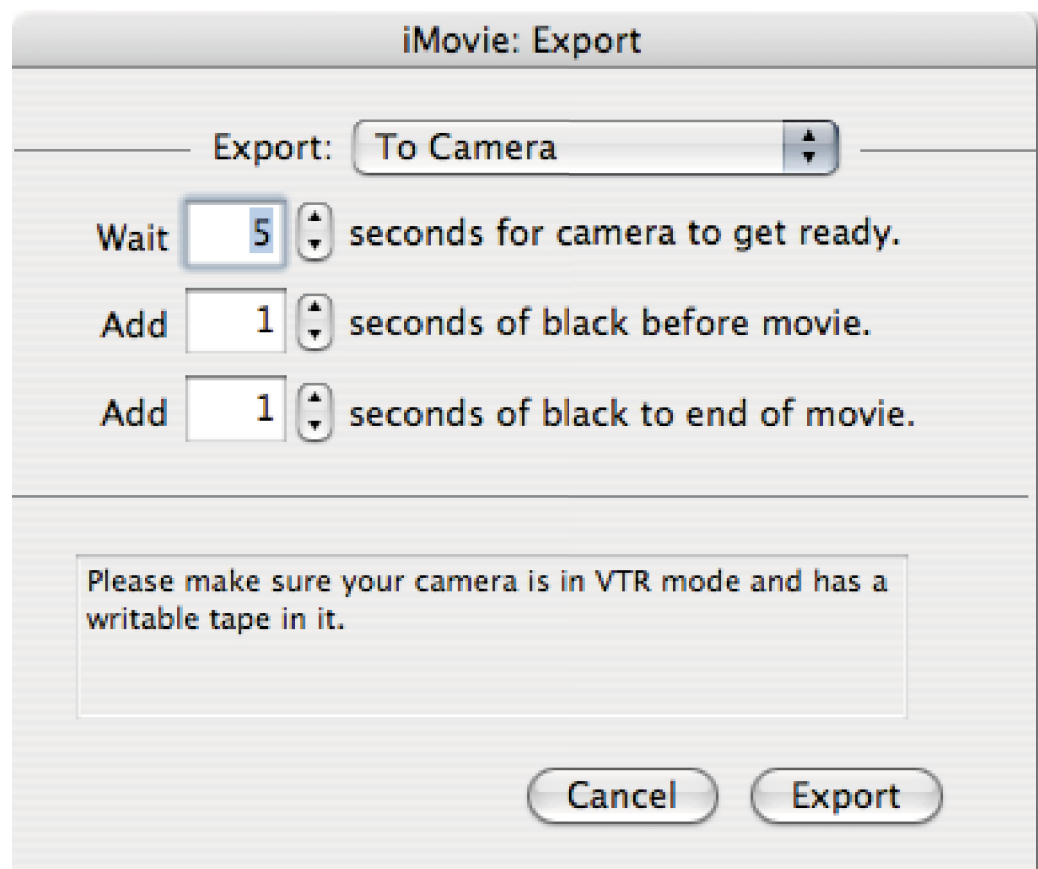 iMovie: Export
Export: To Camera
Wait 5 seconds for camera to get ready.
Add 1 seconds of black before movie.
Add 1 seconds of black to end of movie.
Please make sure your camera is in VTR mode and has a
writable tape in it.
Cancel Export